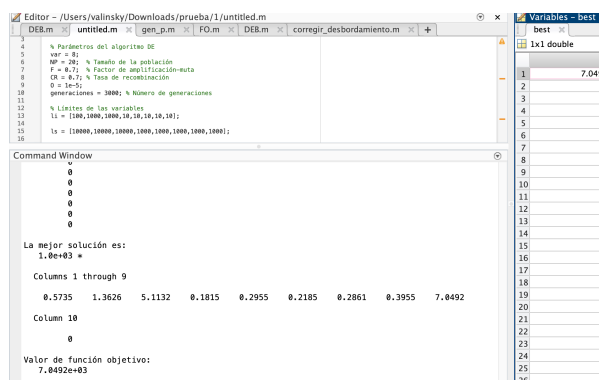 Editor - /Users/valinsky/Downloads/prueba/1/untitled.m
DEB.m × untitled.m × gen_p.m × FO.m × DEB.m × corregir_desbordamiento.m × +
3
4 % Parámetros del algoritmo DE
5 var = 8;
6 NP = 20; % Tamaño de la población
7 F = 0.7; % Factor de amplificación-muta
8 CR = 0.7; % Tasa de recombinación
9 O = 1e-5;
10 generaciones = 3000; % Número de generaciones
11
12 % Límites de las variables
13 li = [100,1000,1000,10,10,10,10,10];
14
15 ls = [10000,10000,10000,1000,1000,1000,1000,1000];
16
Command Window
0
0
0
0
0
0
0
La mejor solución es:
1.0e+03 *
Columns 1 through 9
0.5735 1.3626 5.1132 0.1815 0.2955 0.2185 0.2861 0.3955 7.0492
Column 10
0
Valor de función objetivo:
7.0492e+03
Variables - best
best ×
1x1 double
1 7.049
2
3
4
5
6
7
8
9
10
11
12
13
14
15
16
17
18
19
20
21
22
23
24
25
26